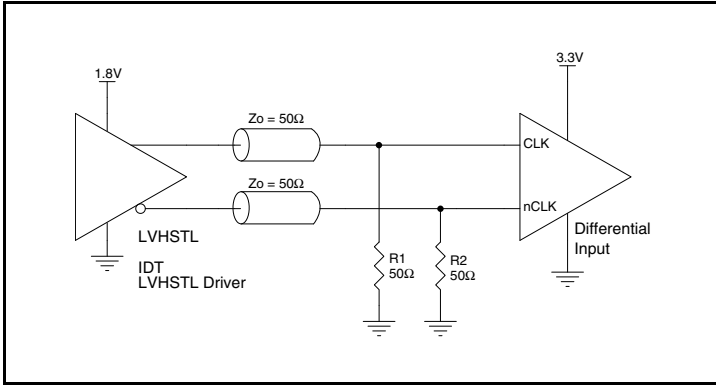 3.3V
1.8V
Zo = 50Ω
CLK
Zo = 50Ω
nCLK
Differential
Input
LVHSTL
IDT
LVHSTL Driver
R1
50Ω
R2
50Ω